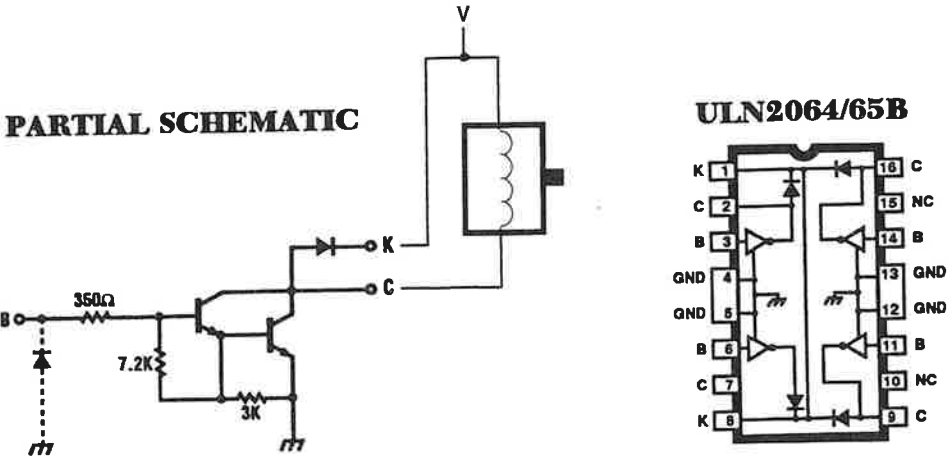 V
PARTIAL SCHEMATIC
K
C
B
350Ω
7.2K
3K
ULN2064/65B
K 1
16 C
C 2
15 NC
B 3
14 B
GND 4
13 GND
GND 5
12 GND
B 6
11 B
C 7
10 NC
K 8
9 C